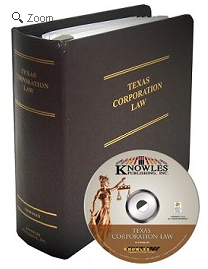 Zoom
TEXAS
CORPORATION
LAW
TEXAS
CORPORATION
LAW
KNOWLES
PUBLISHING, INC.
TEXAS
CORPORATION LAW
KNOWLES